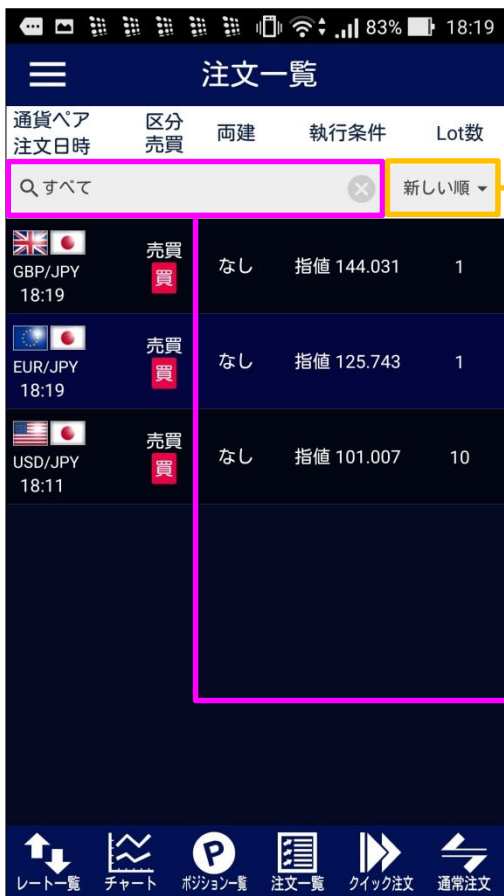 83% 18:19
注文一覧
通貨ペア 区分 両建 執行条件 Lot数
注文日時 売買
すべて 新しい順
GBP/JPY 売買 なし 指値 144.031 1
18:19 買
EUR/JPY 売買 なし 指値 125.743 1
18:19 買
USD/JPY 売買 なし 指値 101.007 10
18:11 買
レート一覧 チャート ポジション一覧 注文一覧 クイック注文 通常注文